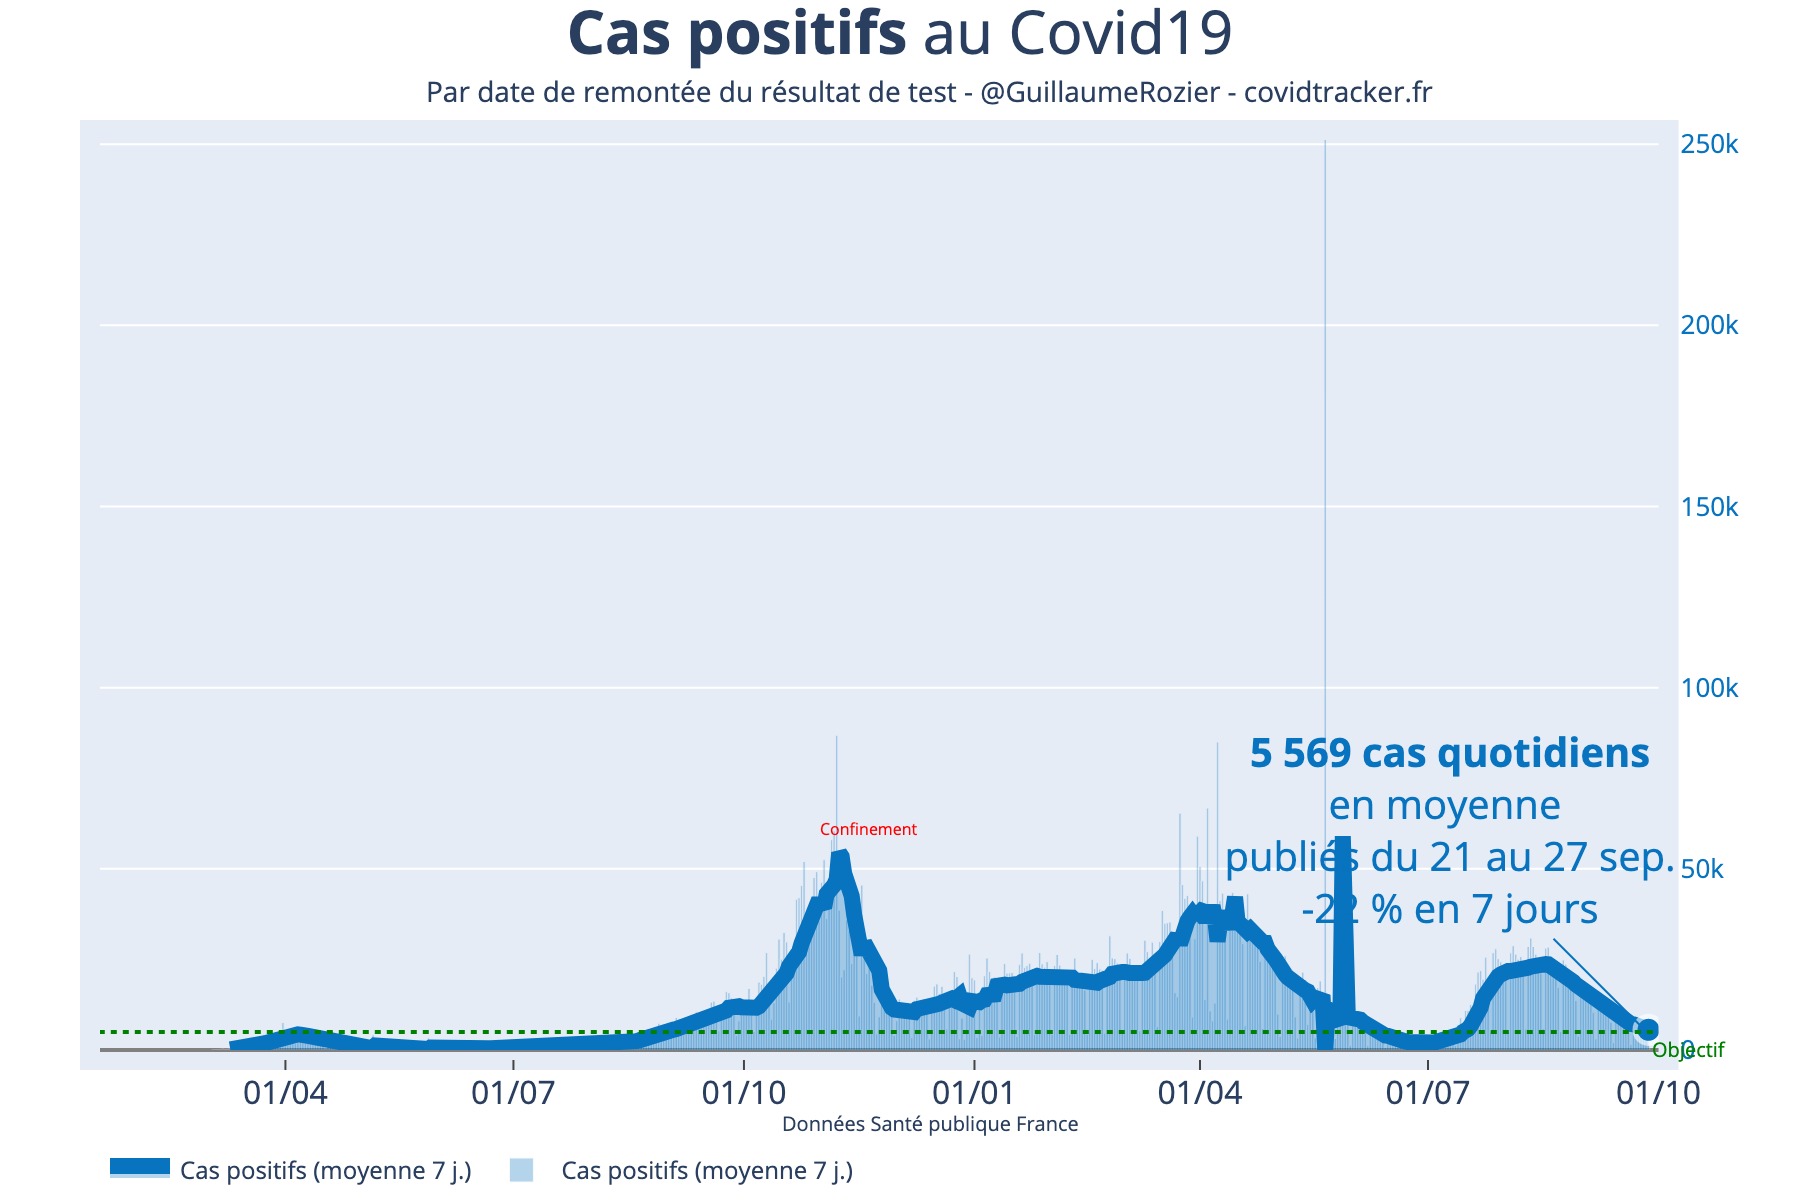 Cas positifs au Covid19
Par date de remontée du résultat de test - @GuillaumeRozier - covidtracker.fr
250k
200k
150k
100k
5 569 cas quotidiens
en moyenne
Confinement
publiés du 21 au 27 sep.
50k
-22 % en 7 jours
Objectif
0
01/04
01/07
01/10
01/01
01/04
01/07
01/10
Données Santé publique France
Cas positifs (moyenne 7 j.)
Cas positifs (moyenne 7 j.)